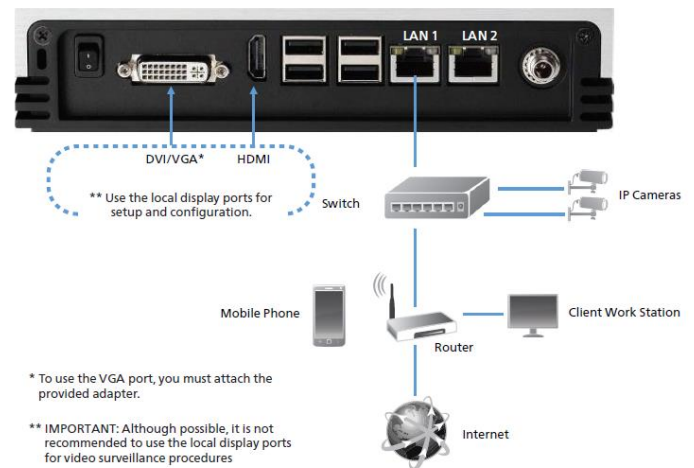 LAN 1 LAN 2
DVI/VGA* HDMI
** Use the local display ports for
setup and configuration.
Switch
IP Cameras
Mobile Phone
Client Work Station
Router
* To use the VGA port, you must attach the
provided adapter.
Internet
** IMPORTANT: Although possible, it is not
recommended to use the local display ports
for video surveillance procedures